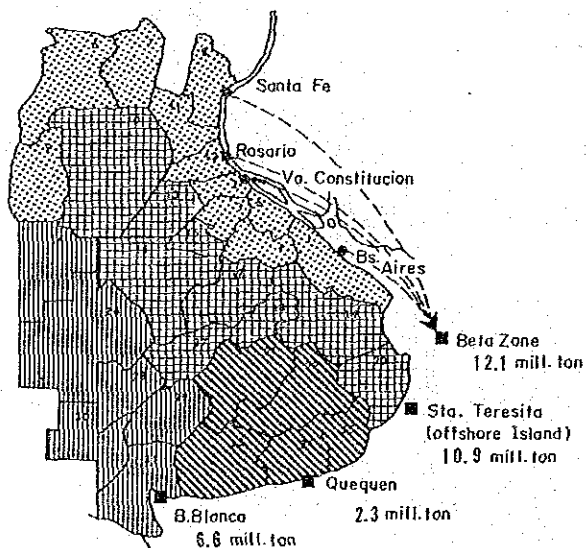 Santa Fe
Rosario
Va. Constitucion
Bs. Aires
Beta Zone
12.1 mill. ton
Sta. Teresita
(offshore Island)
10.9 mill. ton
Quequen
2.3 mill. ton
B.Blanca
6.6 mill. ton